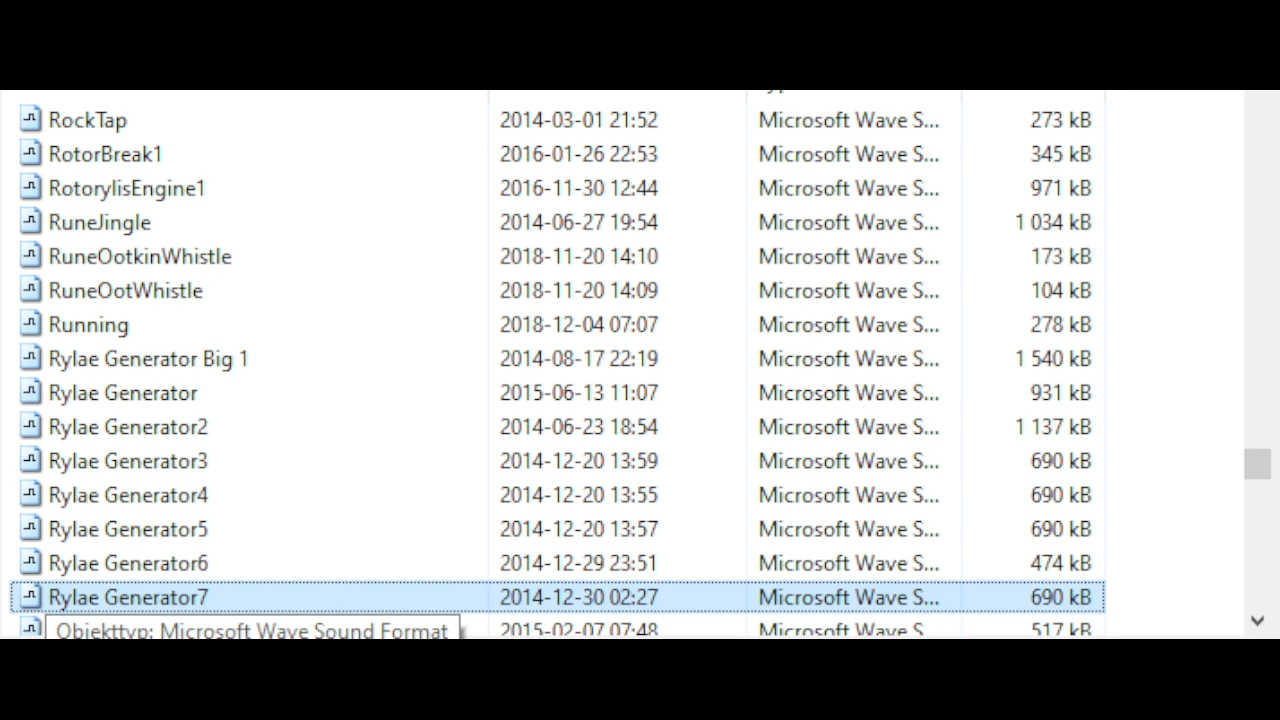 RockTap 2014-03-01 21:52 Microsoft Wave S... 273 kB
RotorBreak1 2016-01-26 22:53 Microsoft Wave S... 345 kB
RotorylisEngine1 2016-11-30 12:44 Microsoft Wave S... 971 kB
RuneJingle 2014-06-27 19:54 Microsoft Wave S... 1 034 kB
RuneOotkinWhistle 2018-11-20 14:10 Microsoft Wave S... 173 kB
RuneOotWhistle 2018-11-20 14:09 Microsoft Wave S... 104 kB
Running 2018-12-04 07:07 Microsoft Wave S... 278 kB
Rylae Generator Big 1 2014-08-17 22:19 Microsoft Wave S... 1 540 kB
Rylae Generator 2015-06-13 11:07 Microsoft Wave S... 931 kB
Rylae Generator2 2014-06-23 18:54 Microsoft Wave S... 1 137 kB
Rylae Generator3 2014-12-20 13:59 Microsoft Wave S... 690 kB
Rylae Generator4 2014-12-20 13:55 Microsoft Wave S... 690 kB
Rylae Generator5 2014-12-20 13:57 Microsoft Wave S... 690 kB
Rylae Generator6 2014-12-29 23:51 Microsoft Wave S... 474 kB
Rylae Generator7 2014-12-30 02:27 Microsoft Wave S... 690 kB
Objekttyp: Microsoft Wave Sound Format 2015-02-07 07:48 Microsoft Wave S... 517 kB